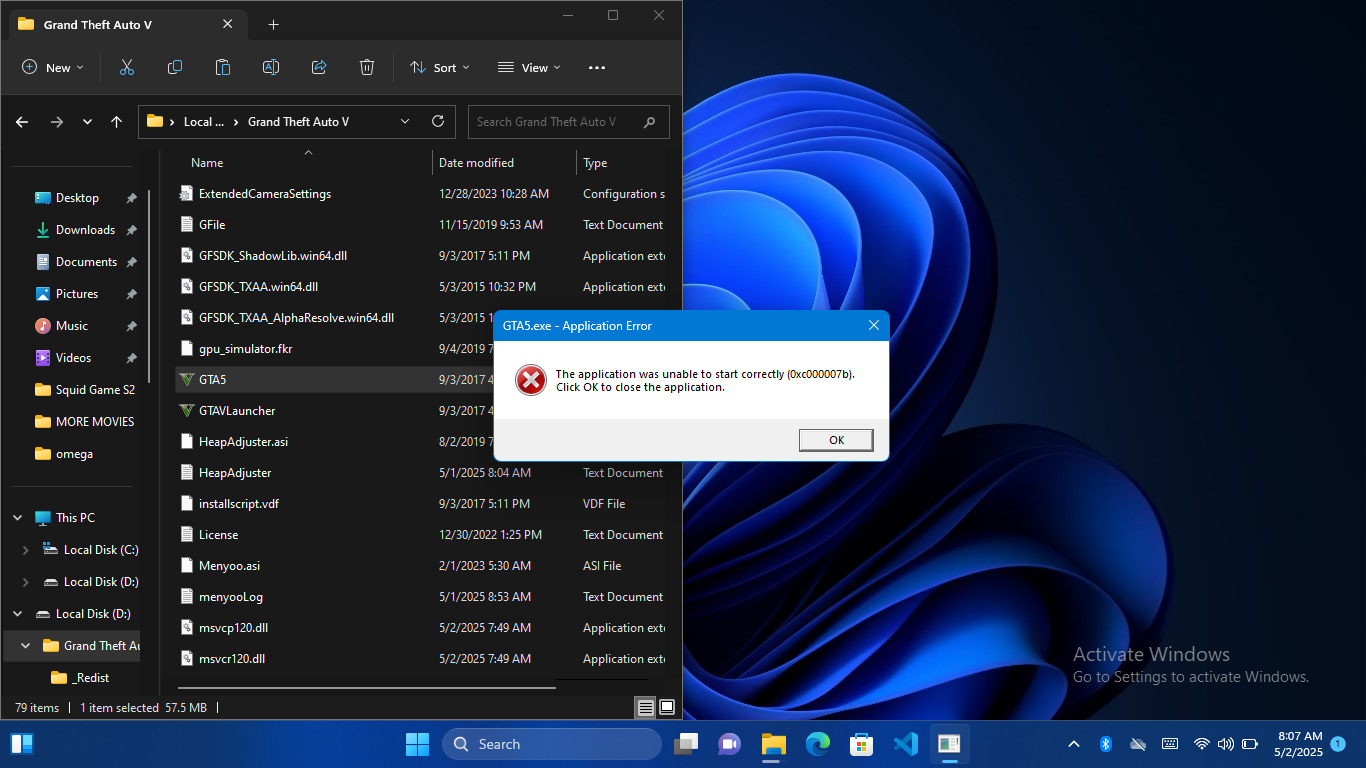 Grand Theft Auto V
New
Sort
View
Local ...
Grand Theft Auto V
Search Grand Theft Auto V
Name
Date modified
Type
Desktop
Downloads
Documents
Pictures
Music
Videos
Squid Game S2
MORE MOVIES
omega
This PC
Local Disk (C:)
Local Disk (D:)
Local Disk (D:)
Grand Theft Au
_Redist
ExtendedCameraSettings 12/28/2023 10:28 AM Configuration s
GFile 11/15/2019 9:53 AM Text Document
GFSDK_ShadowLib.win64.dll 9/3/2017 5:11 PM Application exte
GFSDK_TXAA.win64.dll 5/3/2015 10:32 PM Application exte
GFSDK_TXAA_AlphaResolve.win64.dll 5/3/2015 1
gpu_simulator.fkr 9/4/2019 7
GTA5 9/3/2017 4
GTAVLauncher 9/3/2017 4
HeapAdjuster.asi 8/2/2019 7
HeapAdjuster 5/1/2025 8:04 AM Text Document
installscript.vdf 9/3/2017 5:11 PM VDF File
License 12/30/2022 1:25 PM Text Document
Menyoo.asi 2/1/2023 5:30 AM ASI File
menyooLog 5/1/2025 8:53 AM Text Document
msvcp120.dll 5/2/2025 7:49 AM Application exte
msvcr120.dll 5/2/2025 7:49 AM Application exte
79 items
1 item selected 57.5 MB
GTA5.exe - Application Error
The application was unable to start correctly (0xc000007b).
Click OK to close the application.
OK
Activate Windows
Go to Settings to activate Windows.
Search
8:07 AM
5/2/2025
1